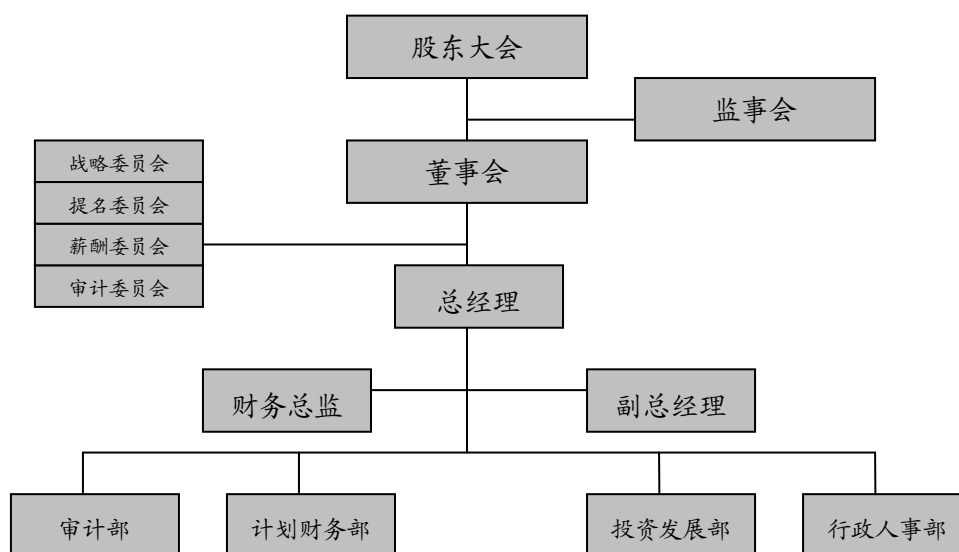 股东大会
监事会
战略委员会
董事会
提名委员会
薪酬委员会
审计委员会
总经理
财务总监
副总经理
审计部
计划财务部
投资发展部
行政人事部